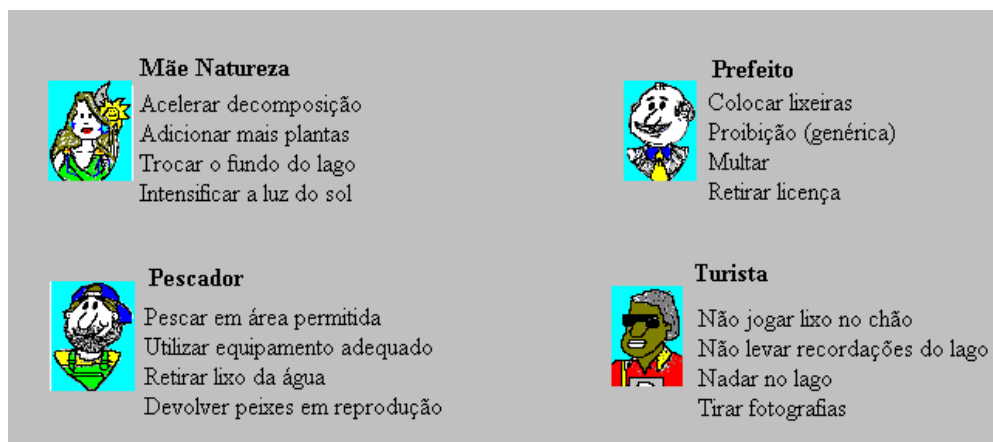 Mãe Natureza
Acelerar decomposição
Adicionar mais plantas
Trocar o fundo do lago
Intensificar a luz do sol
Prefeito
Colocar lixeiras
Proibição (genérica)
Multar
Retirar licença
Pescador
Pescar em área permitida
Utilizar equipamento adequado
Retirar lixo da água
Devolver peixes em reprodução
Turista
Não jogar lixo no chão
Não levar recordações do lago
Nadar no lago
Tirar fotografias